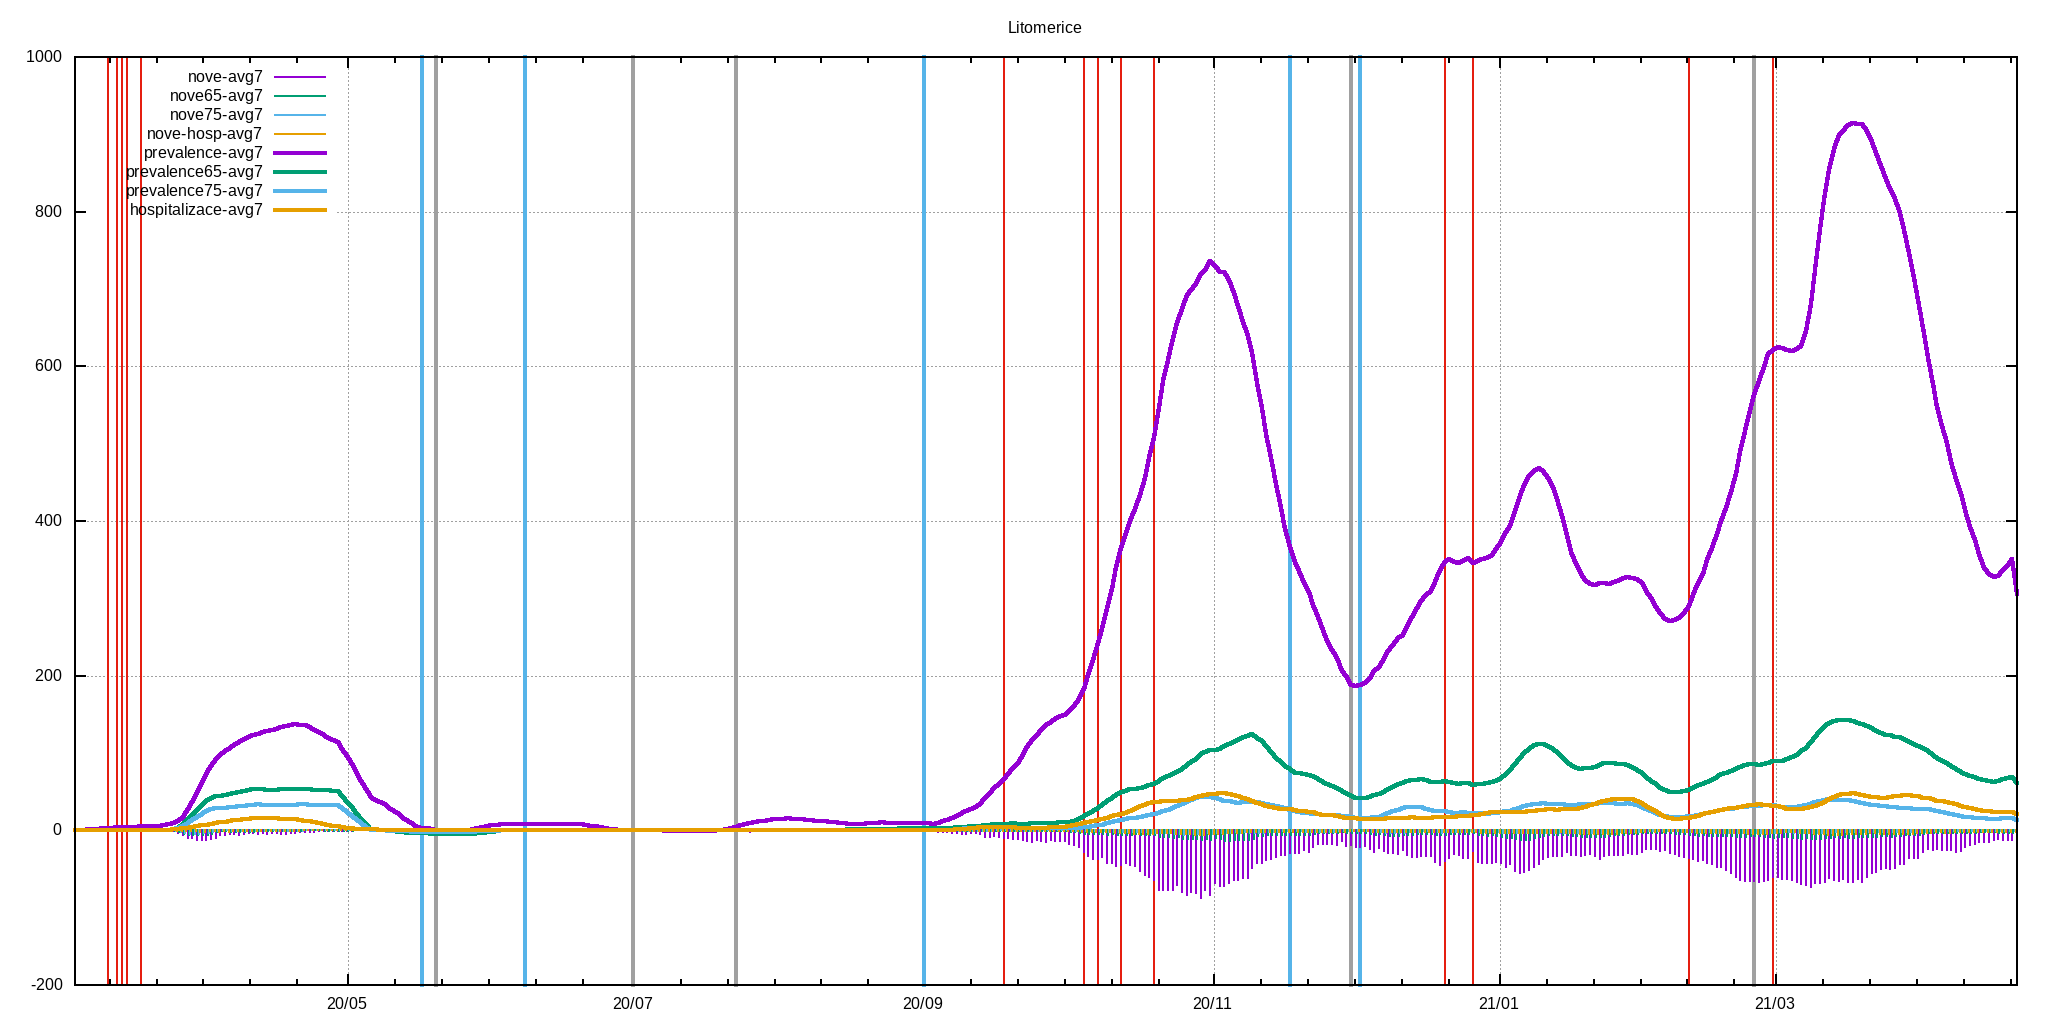 Litomerice
1000
800
600
400
200
0
-200
nove-avg7
nove65-avg7
nove75-avg7
nove-hosp-avg7
prevalence-avg7
prevalence65-avg7
prevalence75-avg7
hospitalizace-avg7
20/05 20/07 20/09 20/11 21/01 21/03